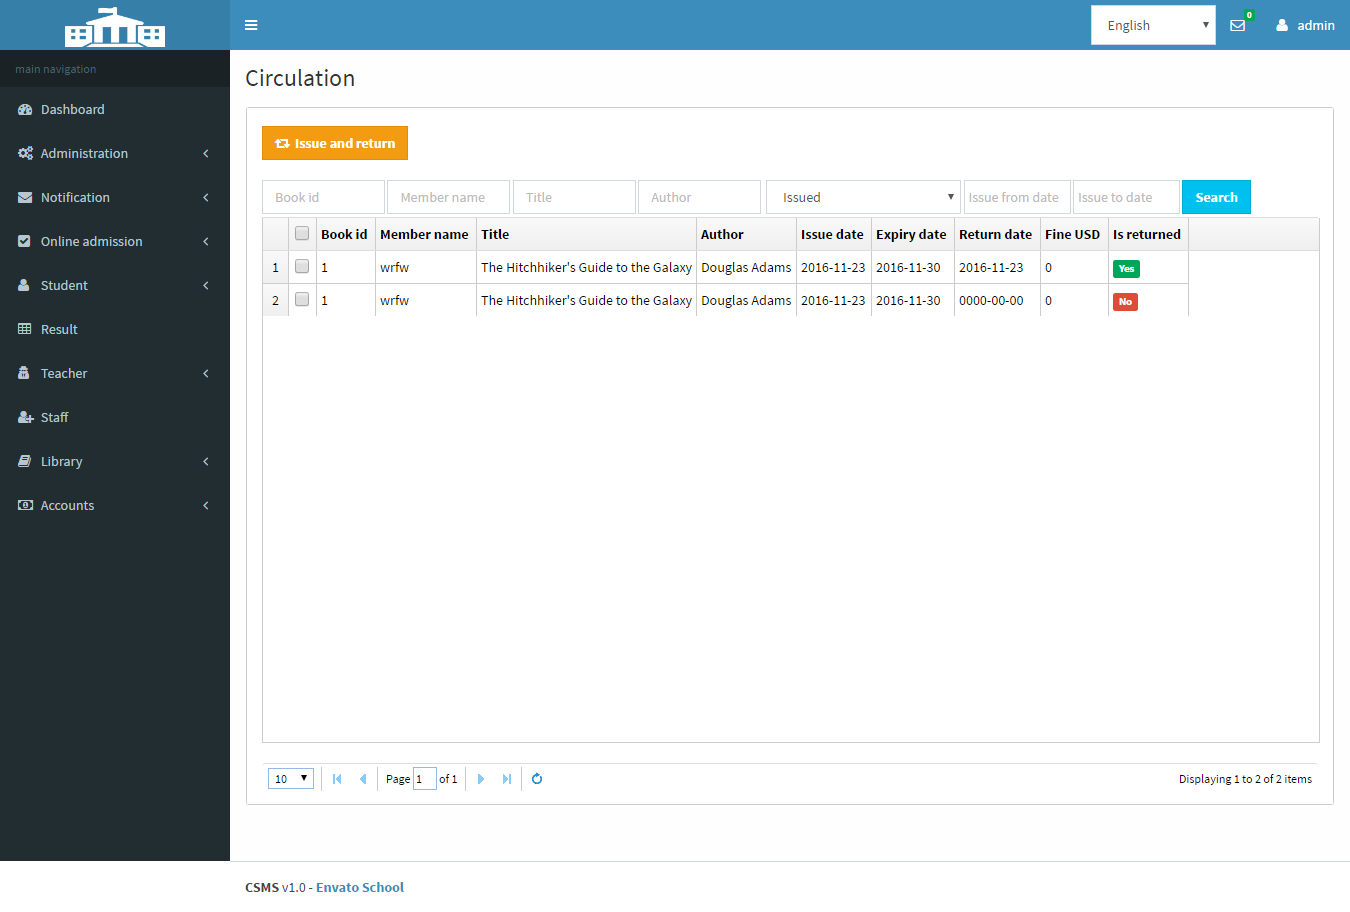 English
0
admin
main navigation
Dashboard
Administration
Notification
Online admission
Student
Result
Teacher
Staff
Library
Accounts
Circulation
Issue and return
Book id Member name Title Author Issued Issue from date Issue to date Search
Book id Member name Title Author Issue date Expiry date Return date Fine USD Is returned
1 1 wrfw The Hitchhiker's Guide to the Galaxy Douglas Adams 2016-11-23 2016-11-30 2016-11-23 0 Yes
2 1 wrfw The Hitchhiker's Guide to the Galaxy Douglas Adams 2016-11-23 2016-11-30 0000-00-00 0 No
10 Page 1 of 1 Displaying 1 to 2 of 2 items
CSMS v1.0 - Envato School